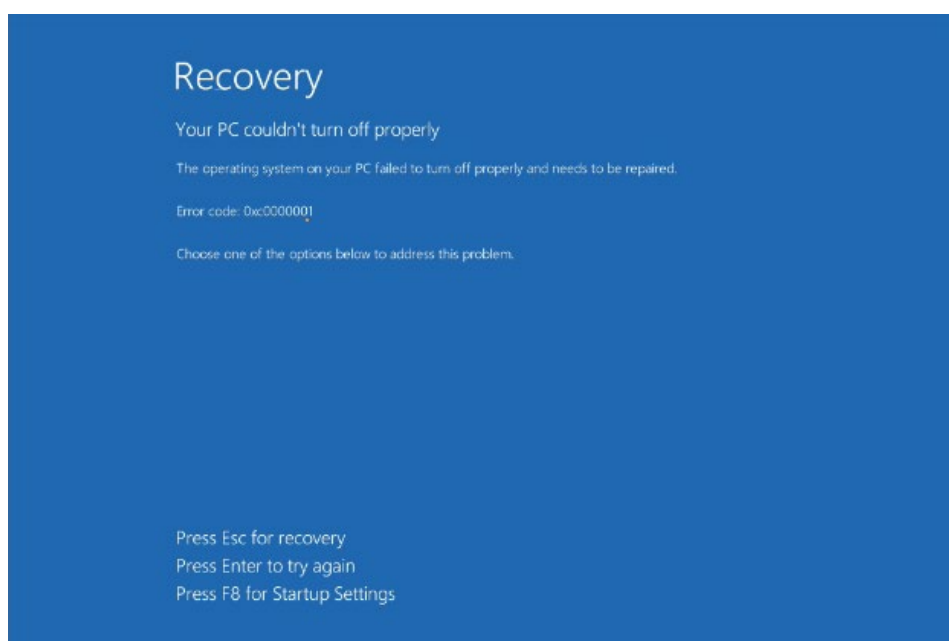 Recovery
Your PC couldn't turn off properly
The operating system on your PC failed to turn off properly and needs to be repaired.
Error code: 0xc0000001
Choose one of the options below to address this problem.
Press Esc for recovery
Press Enter to try again
Press F8 for Startup Settings